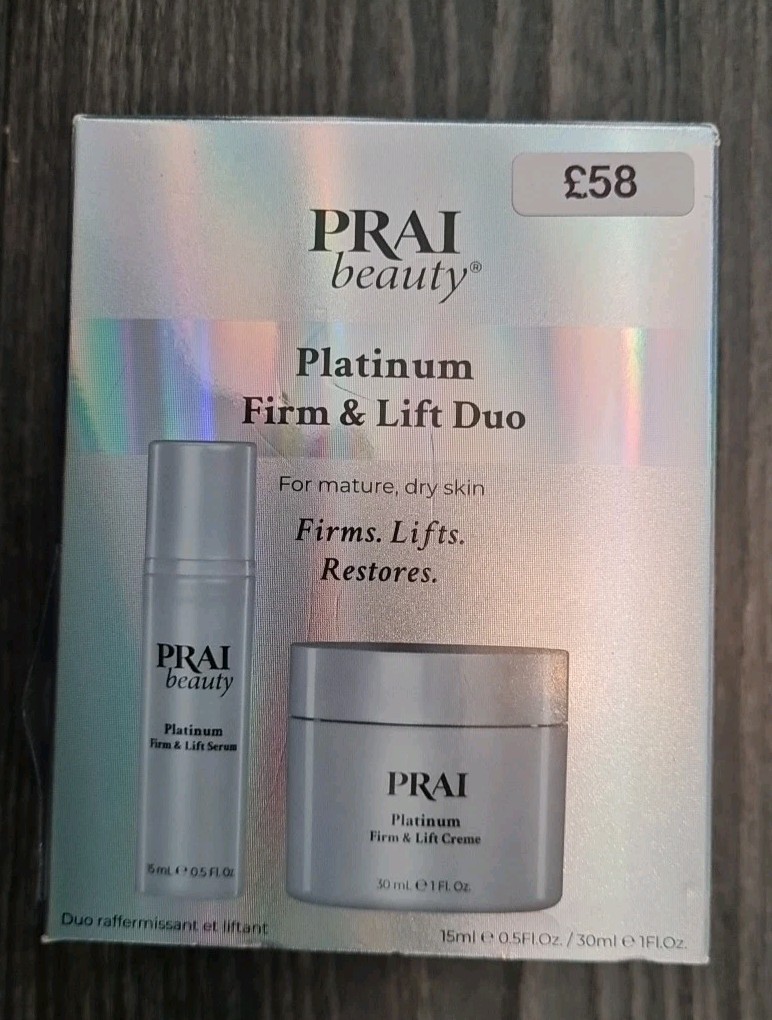 £58
PRAI
beauty®
Platinum
Firm & Lift Duo
For mature, dry skin
Firms. Lifts.
Restores.
PRAI
beauty
Platinum
Firm & Lift Serum
15 mL ℮ 0.5 Fl.Oz
PRAI
Platinum
Firm & Lift Creme
30 mL ℮ 1 FL. Oz.
Duo raffermissant et liftant
15ml ℮ 0.5Fl.Oz. / 30ml ℮ 1Fl.Oz.